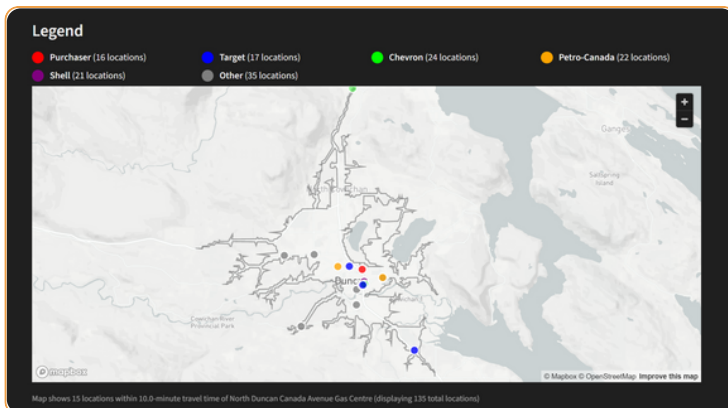 Legend
Purchaser (16 locations)
Target (17 locations)
Chevron (24 locations)
Petro-Canada (22 locations)
Shell (21 locations)
Other (35 locations)
+
−
Ganges
Saltspring
Island
North Cowichan
Duncan
Cowichan River
Provincial Park
mapbox
© Mapbox © OpenStreetMap Improve this map
Map shows 15 locations within 10.0-minute travel time of North Duncan Canada Avenue Gas Centre (displaying 135 total locations)